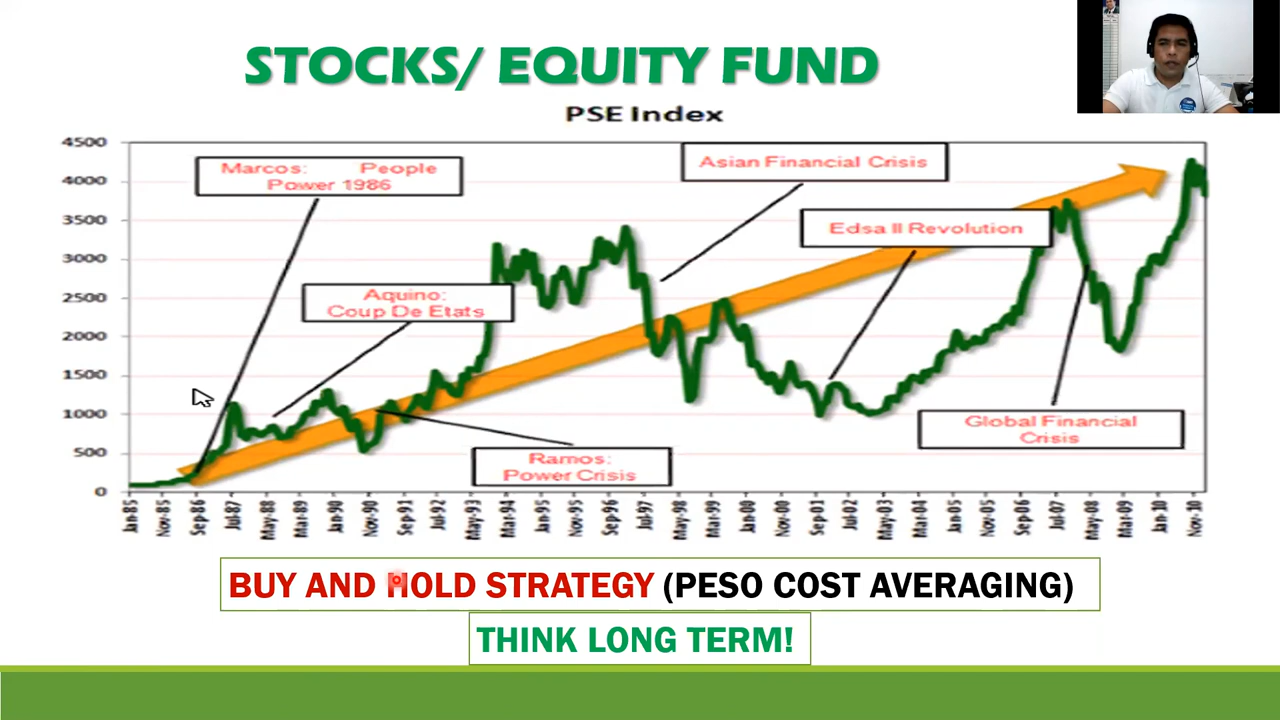 STOCKS/ EQUITY FUND
PSE Index
4500
4000
3500
3000
2500
2000
1500
1000
500
0
Marcos: People
Power 1986
Aquino:
Coup De Etats
Ramos:
Power Crisis
Asian Financial Crisis
Edsa II Revolution
Global Financial
Crisis
Jan-85
Nov-85
Sep-86
Jul-87
May-88
Mar-89
Jan-90
Nov-90
Sep-91
Jul-92
May-93
Mar-94
Jan-95
Nov-95
Sep-96
Jul-97
May-98
Mar-99
Jan-00
Nov-00
Sep-01
Jul-02
May-03
Mar-04
Jan-05
Nov-05
Sep-06
Jul-07
May-08
Mar-09
Jan-10
Nov-10
BUY AND HOLD STRATEGY (PESO COST AVERAGING)
THINK LONG TERM!